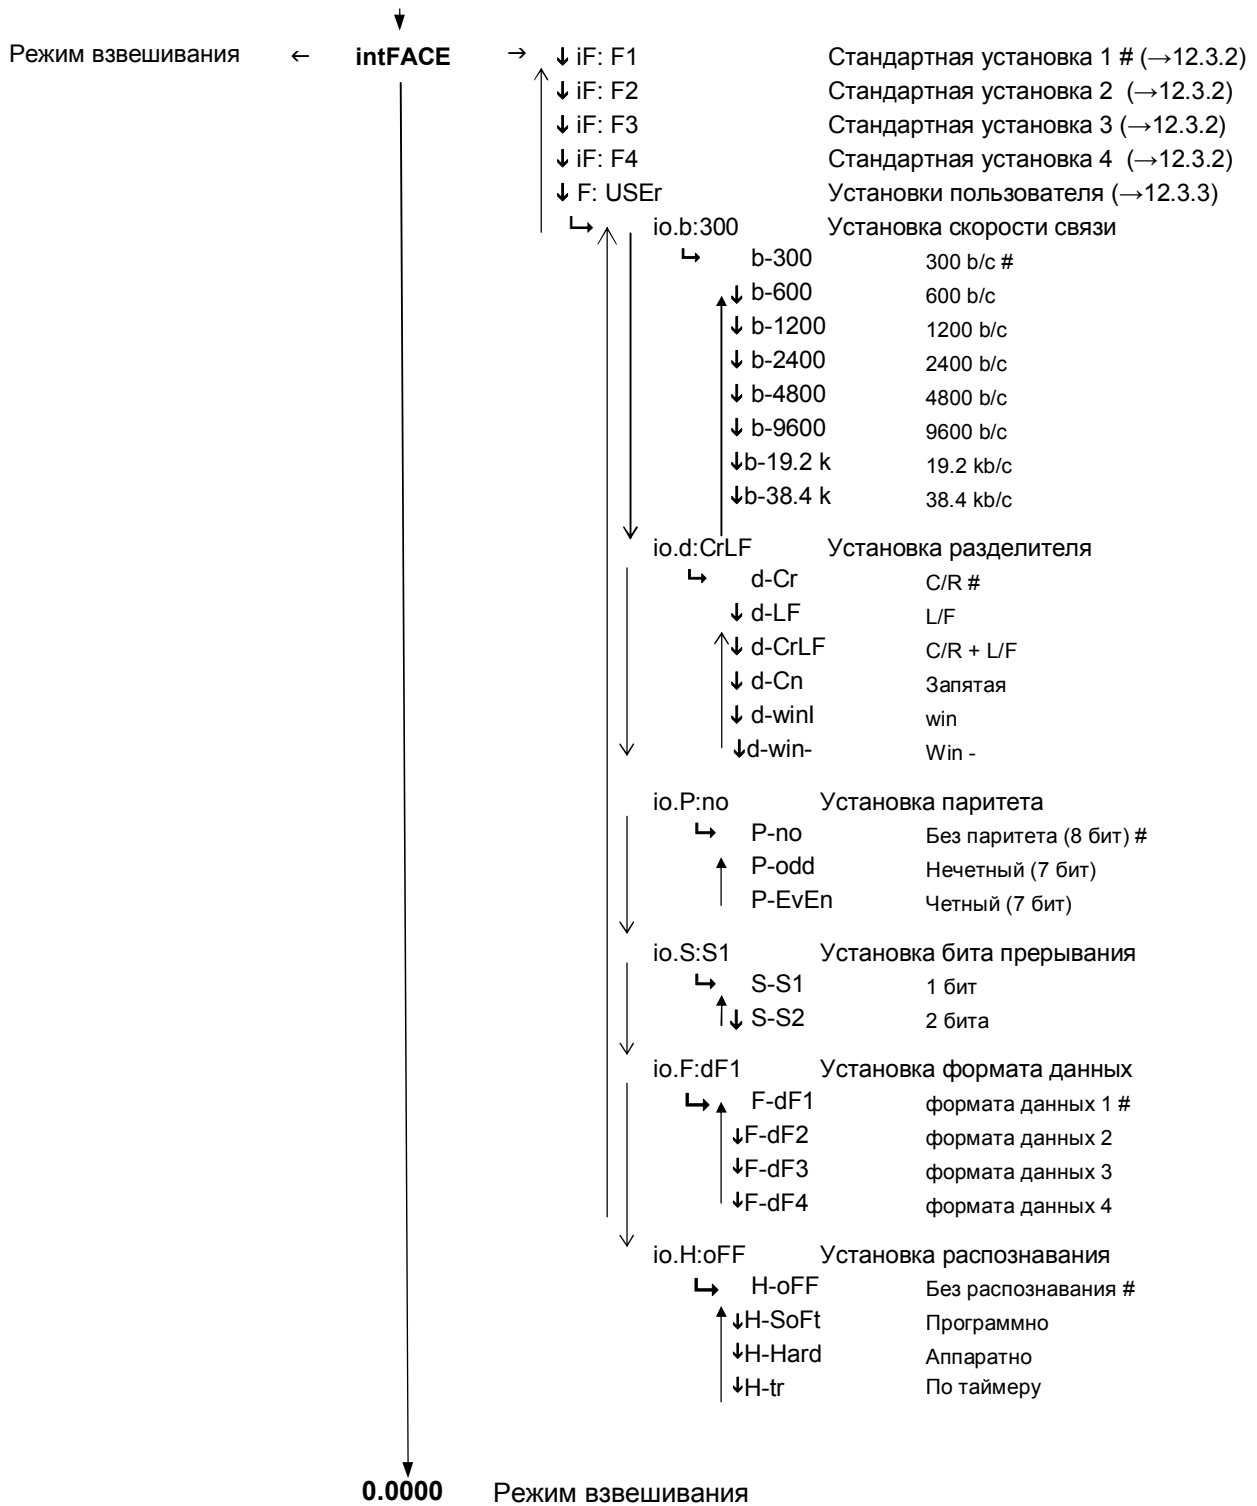 Режим взвешивания ← intFACE → ↓ iF: F1 Стандартная установка 1 # (→12.3.2)
↓ iF: F2 Стандартная установка 2 (→12.3.2)
↓ iF: F3 Стандартная установка 3 (→12.3.2)
↓ iF: F4 Стандартная установка 4 (→12.3.2)
↓ F: USEr Установки пользователя (→12.3.3)
io.b:300 Установка скорости связи
b-300 300 b/c #
↓ b-600 600 b/c
↓ b-1200 1200 b/c
↓ b-2400 2400 b/c
↓ b-4800 4800 b/c
↓ b-9600 9600 b/c
↓b-19.2 k 19.2 kb/c
↓b-38.4 k 38.4 kb/c
io.d:CrLF Установка разделителя
d-Cr C/R #
↓ d-LF L/F
↓ d-CrLF C/R + L/F
↓ d-Cn Запятая
↓ d-winI win
↓d-win- Win -
io.P:no Установка паритета
P-no Без паритета (8 бит) #
P-odd Нечетный (7 бит)
P-EvEn Четный (7 бит)
io.S:S1 Установка бита прерывания
S-S1 1 бит
↓ S-S2 2 бита
io.F:dF1 Установка формата данных
F-dF1 формата данных 1 #
↓F-dF2 формата данных 2
↓F-dF3 формата данных 3
↓F-dF4 формата данных 4
io.H:oFF Установка распознавания
H-oFF Без распознавания #
↓H-SoFt Программно
↓H-Hard Аппаратно
↓H-tr По таймеру
0.0000 Режим взвешивания